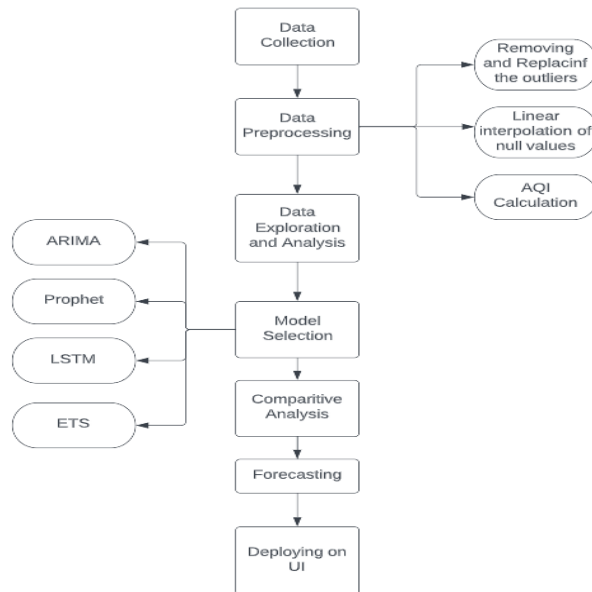 Data
Collection
Removing
and Replacinf
the outliers
Data
Preprocessing
Linear
interpolation of
null values
AQI
Calculation
Data
Exploration
and Analysis
ARIMA
Prophet
LSTM
ETS
Model
Selection
Comparitive
Analysis
Forecasting
Deploying on
UI